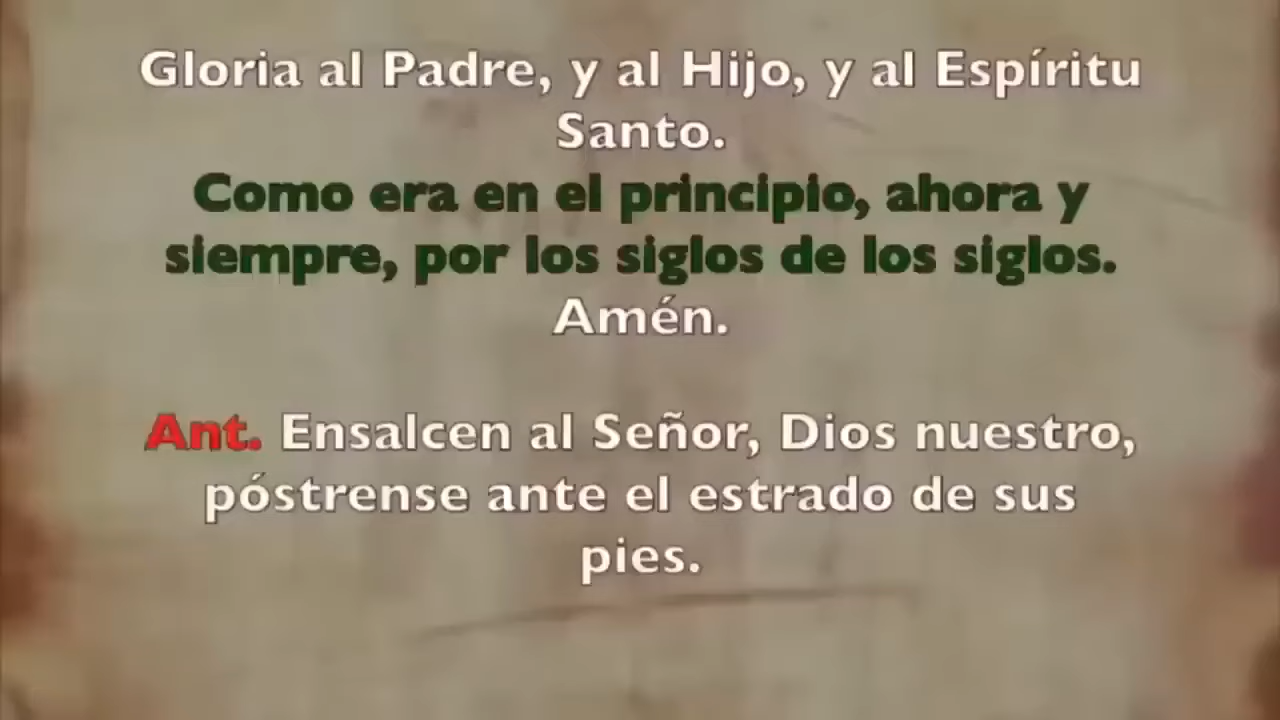 Gloria al Padre, y al Hijo, y al Espíritu
Santo.
Como era en el principio, ahora y
siempre, por los siglos de los siglos.
Amén.
Ant. Ensalcen al Señor, Dios nuestro,
póstrense ante el estrado de sus
pies.